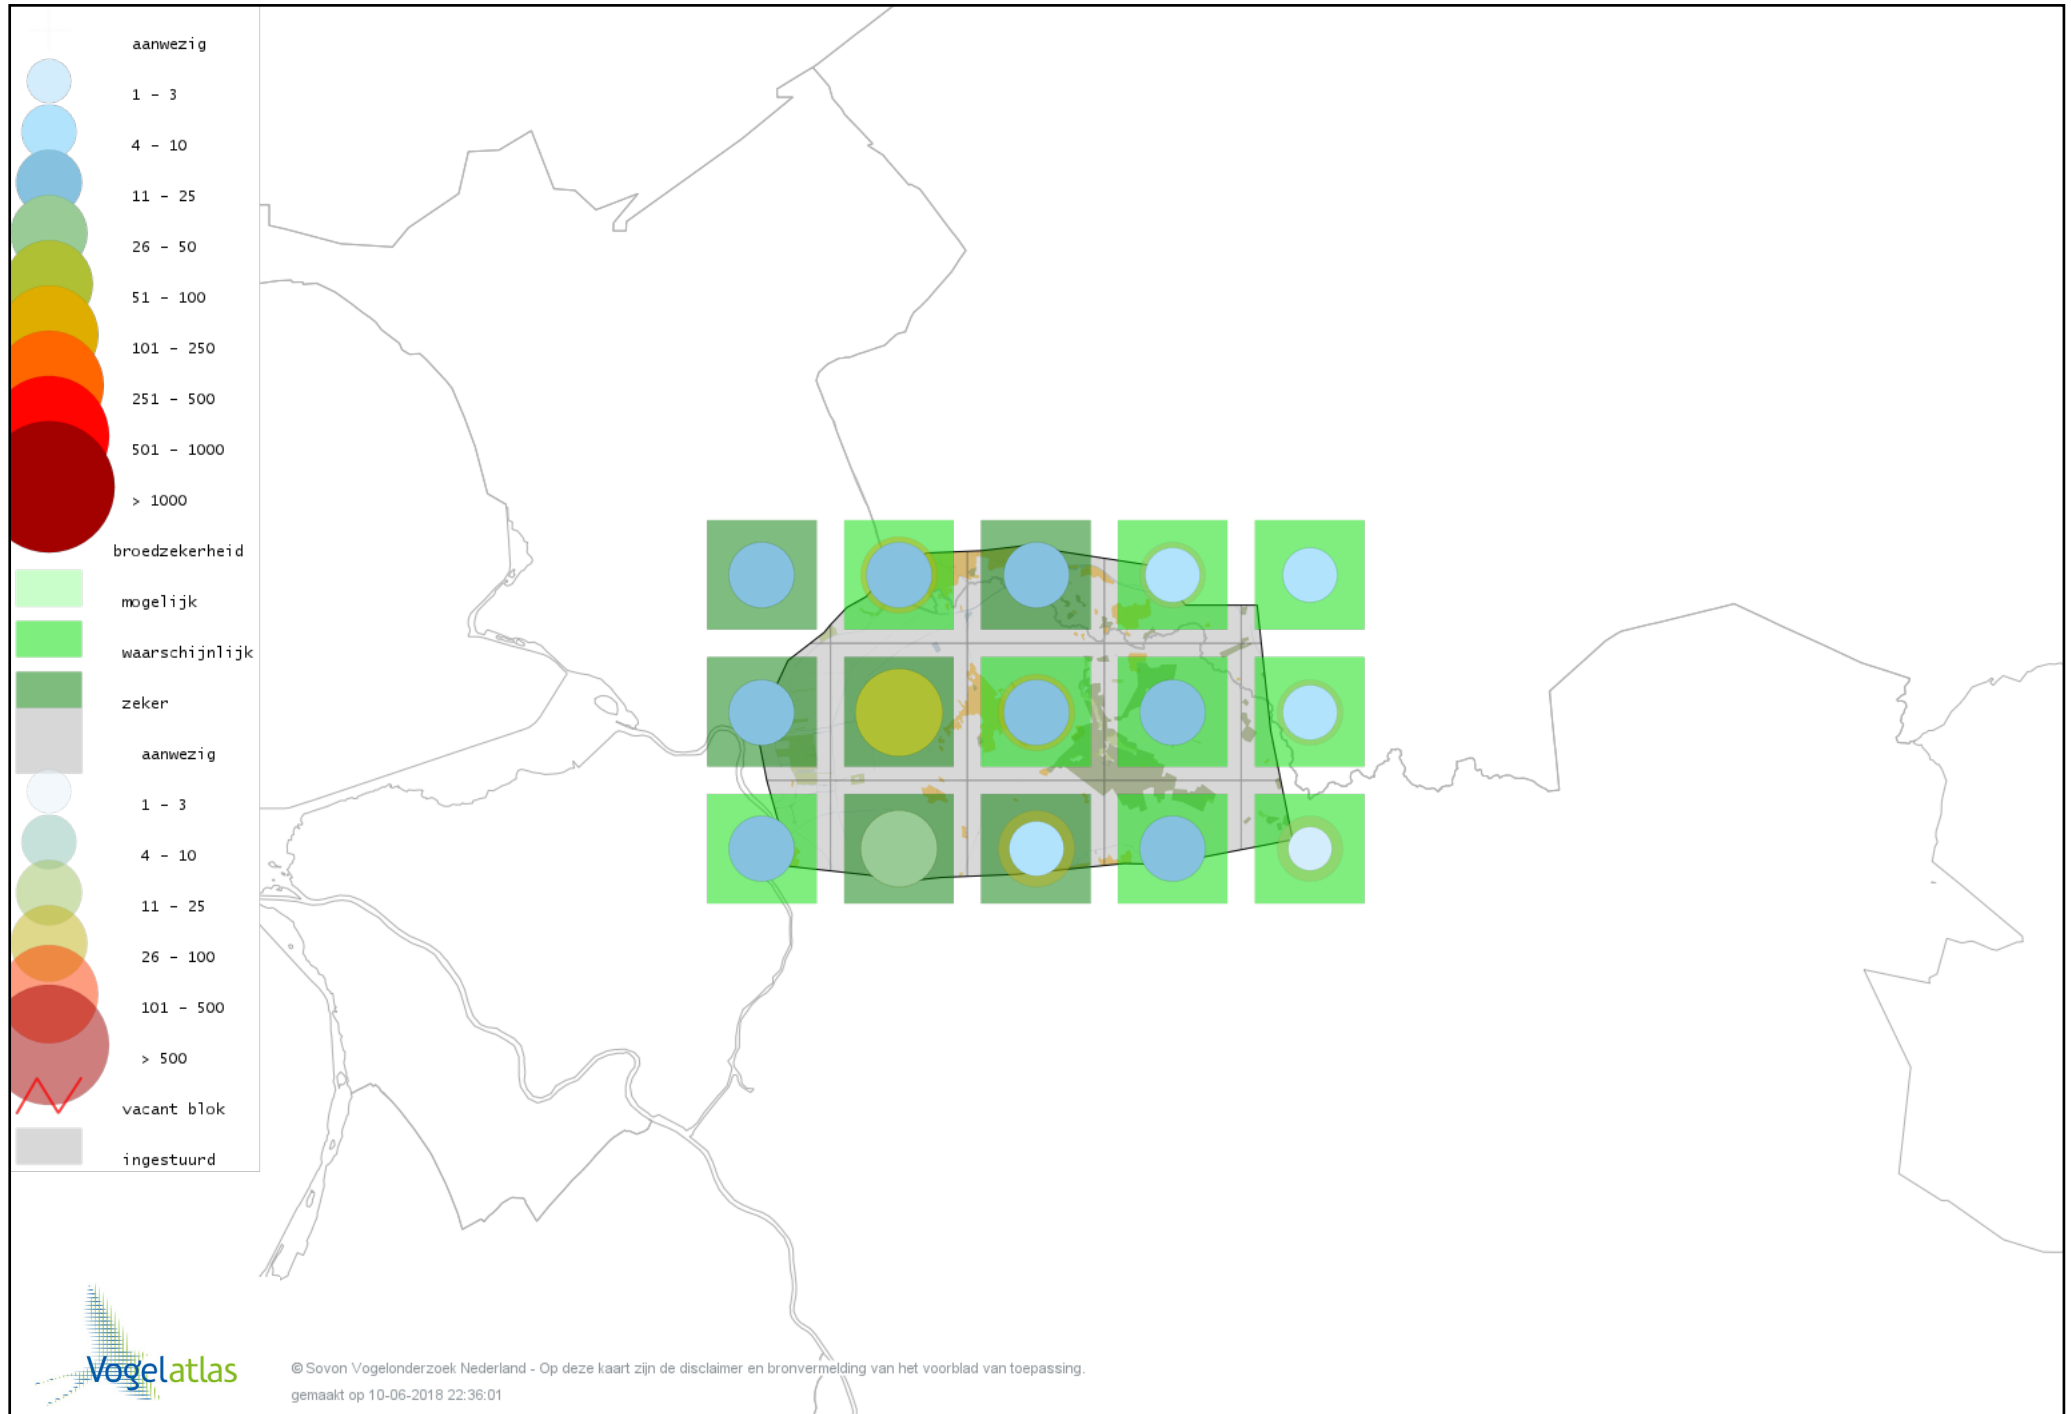 aanwezig
1 - 3
4 - 10
11 - 25
26 - 50
51 - 100
101 - 250
251 - 500
501 - 1000
> 1000
broedzekerheid
mogelijk
waarschijnlijk
zeker
aanwezig
1 - 3
4 - 10
11 - 25
26 - 100
101 - 500
> 500
vacant blok
ingestuurd
Vogelatlas
© Sovon Vogelonderzoek Nederland - Op deze kaart zijn de disclaimer en bronvermelding van het voorblad van toepassing.
gemaakt op 10-06-2018 22:36:01